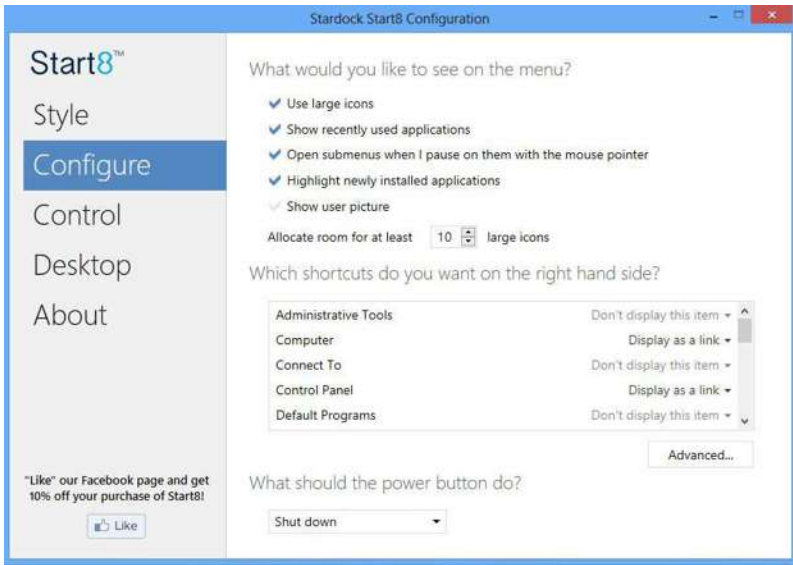 Stardock Start8 Configuration
Start8™
Style
Configure
Control
Desktop
About
"Like" our Facebook page and get
10% off your purchase of Start8!
Like
What would you like to see on the menu?
Use large icons
Show recently used applications
Open submenus when I pause on them with the mouse pointer
Highlight newly installed applications
Show user picture
Allocate room for at least 10 large icons
Which shortcuts do you want on the right hand side?
Administrative Tools Don't display this item
Computer Display as a link
Connect To Don't display this item
Control Panel Display as a link
Default Programs Don't display this item
Advanced...
What should the power button do?
Shut down